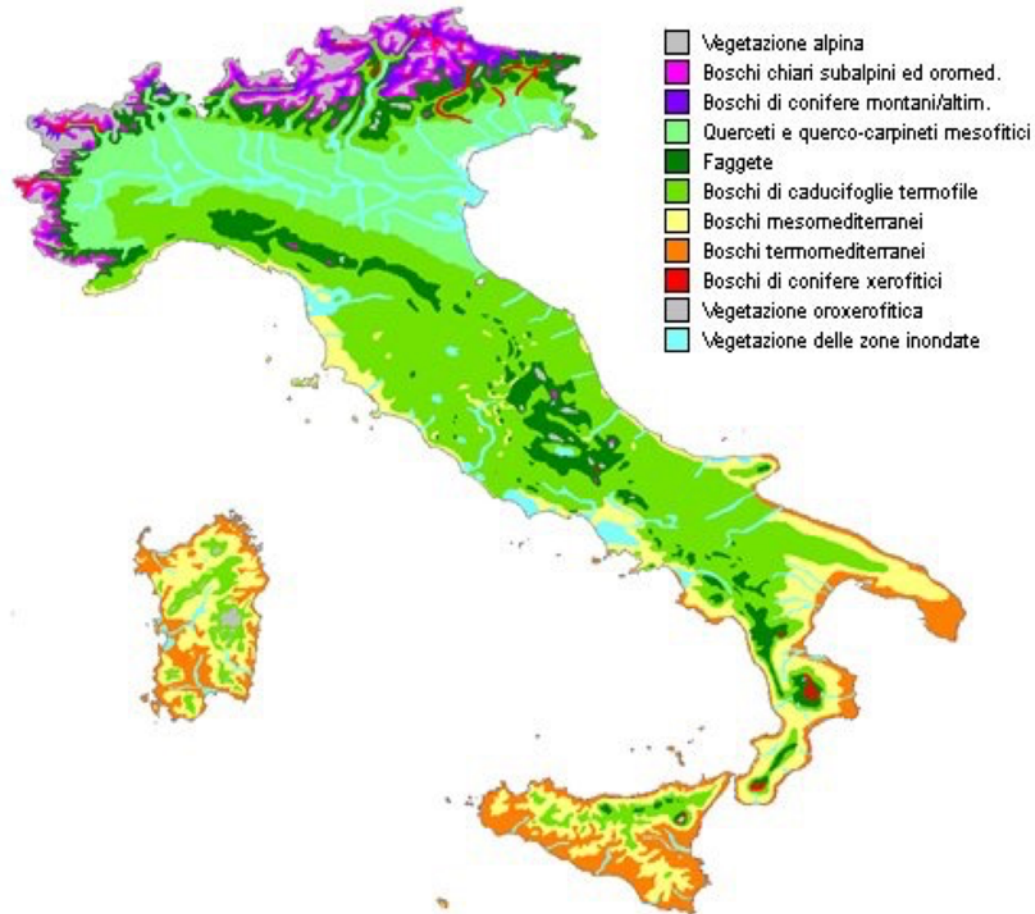 Vegetazione alpina
Boschi chiari subalpini ed oromed.
Boschi di conifere montani/altim.
Querceti e querco-carpineti mesofitici
Faggete
Boschi di caducifoglie termofile
Boschi mesomediterranei
Boschi termomediterranei
Boschi di conifere xerofitici
Vegetazione oroxerofitica
Vegetazione delle zone inondate